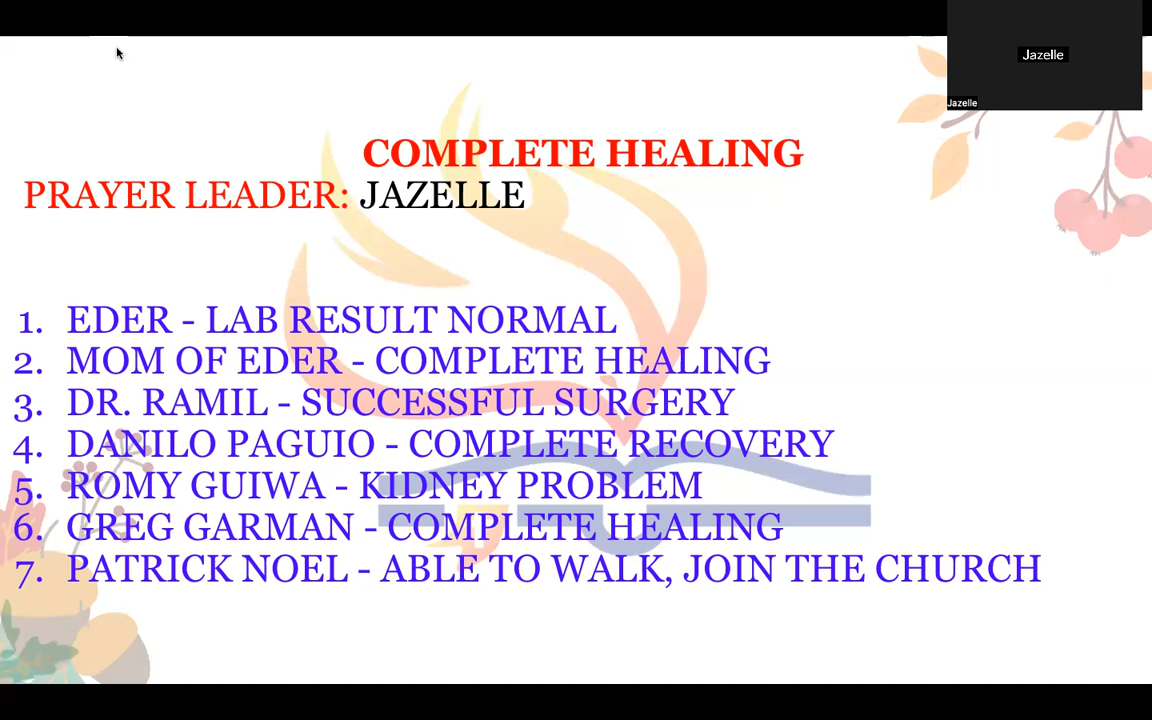 Jazelle
Jazelle
COMPLETE HEALING
PRAYER LEADER: JAZELLE
1. EDER - LAB RESULT NORMAL
2. MOM OF EDER - COMPLETE HEALING
3. DR. RAMIL - SUCCESSFUL SURGERY
4. DANILO PAGUIO - COMPLETE RECOVERY
5. ROMY GUIWA - KIDNEY PROBLEM
6. GREG GARMAN - COMPLETE HEALING
7. PATRICK NOEL - ABLE TO WALK, JOIN THE CHURCH